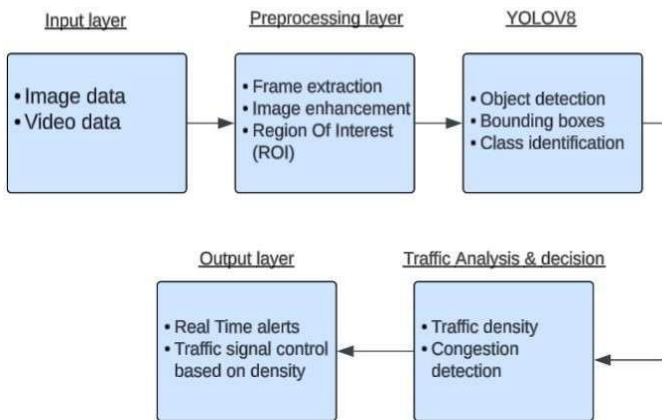 Input layer
• Image data
• Video data
Preprocessing layer
• Frame extraction
• Image enhancement
• Region Of Interest
(ROI)
YOLOV8
• Object detection
• Bounding boxes
• Class identification
Traffic Analysis & decision
• Traffic density
• Congestion
detection
Output layer
• Real Time alerts
• Traffic signal control
based on density